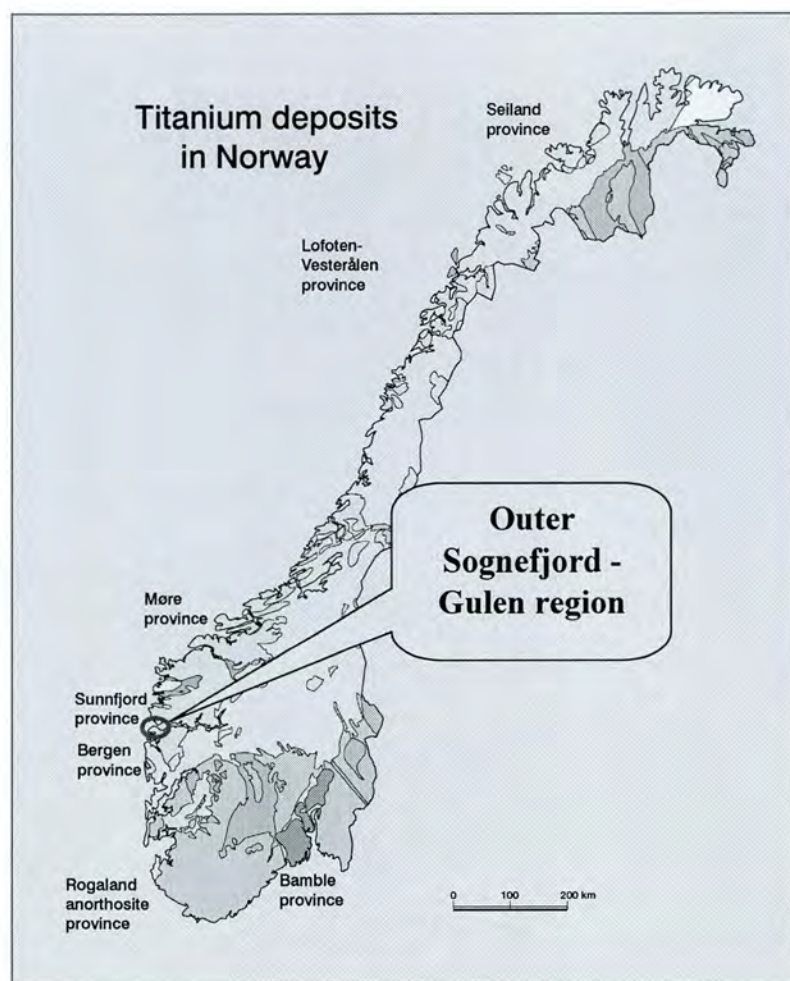 Titanium deposits
in Norway
Seiland
province
Lofoten-
Vesterålen
province
Outer
Sognefjord -
Gulen region
Møre
province
Sunnfjord
province
Bergen
province
Rogaland
anorthosite
province
Bamble
province
0 100 200 km